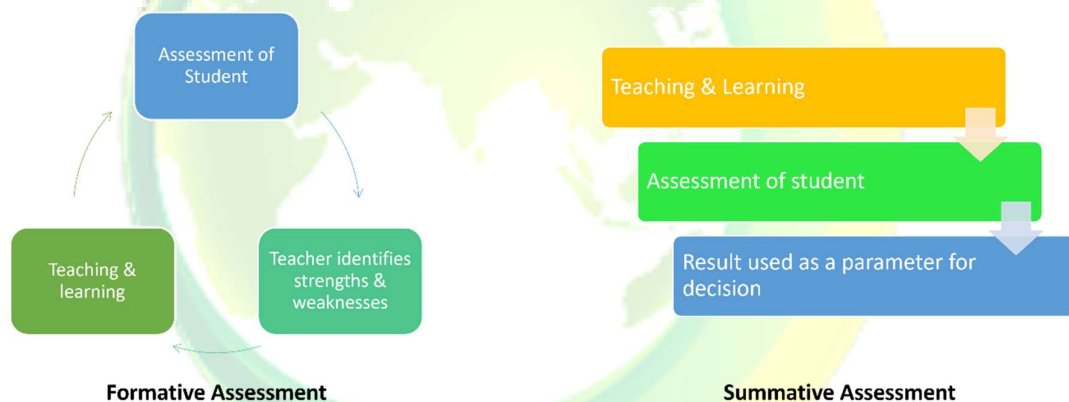 Assessment of
Student
Teaching &
learning
Teacher identifies
strengths &
weaknesses
Formative Assessment
Teaching & Learning
Assessment of student
Result used as a parameter for
decision
Summative Assessment